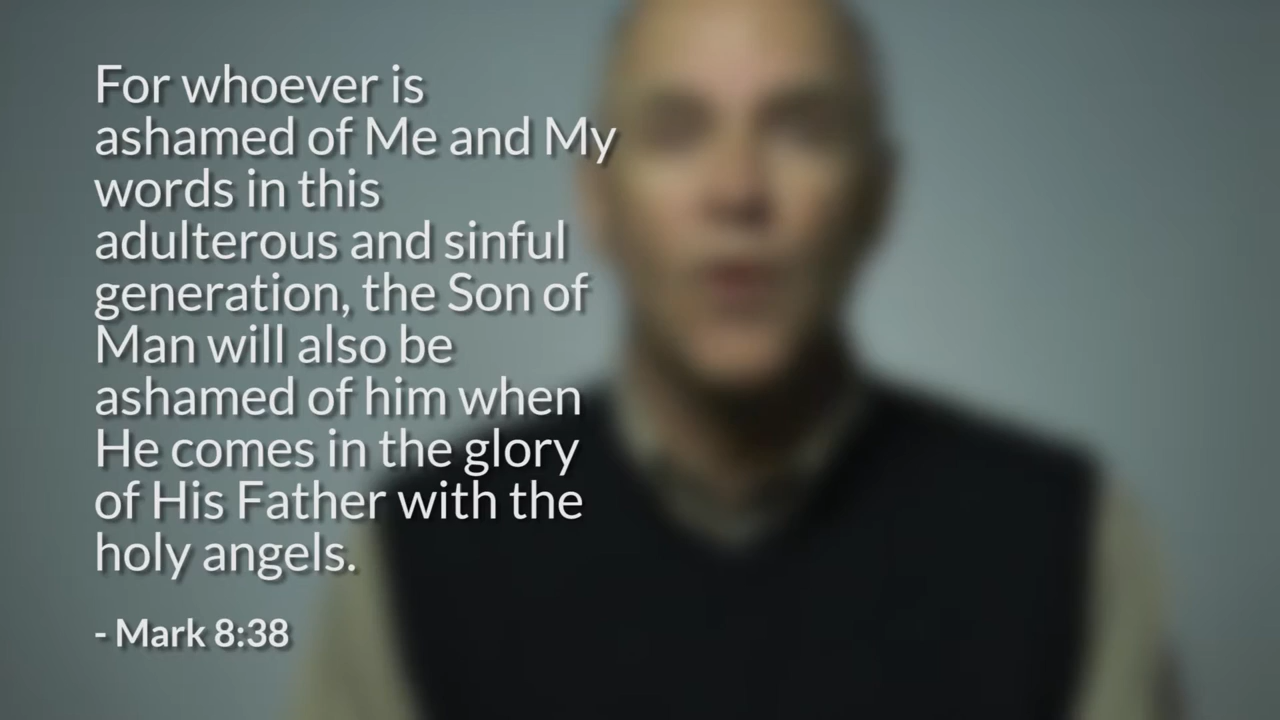 For whoever is
ashamed of Me and My
words in this
adulterous and sinful
generation, the Son of
Man will also be
ashamed of him when
He comes in the glory
of His Father with the
holy angels.
- Mark 8:38